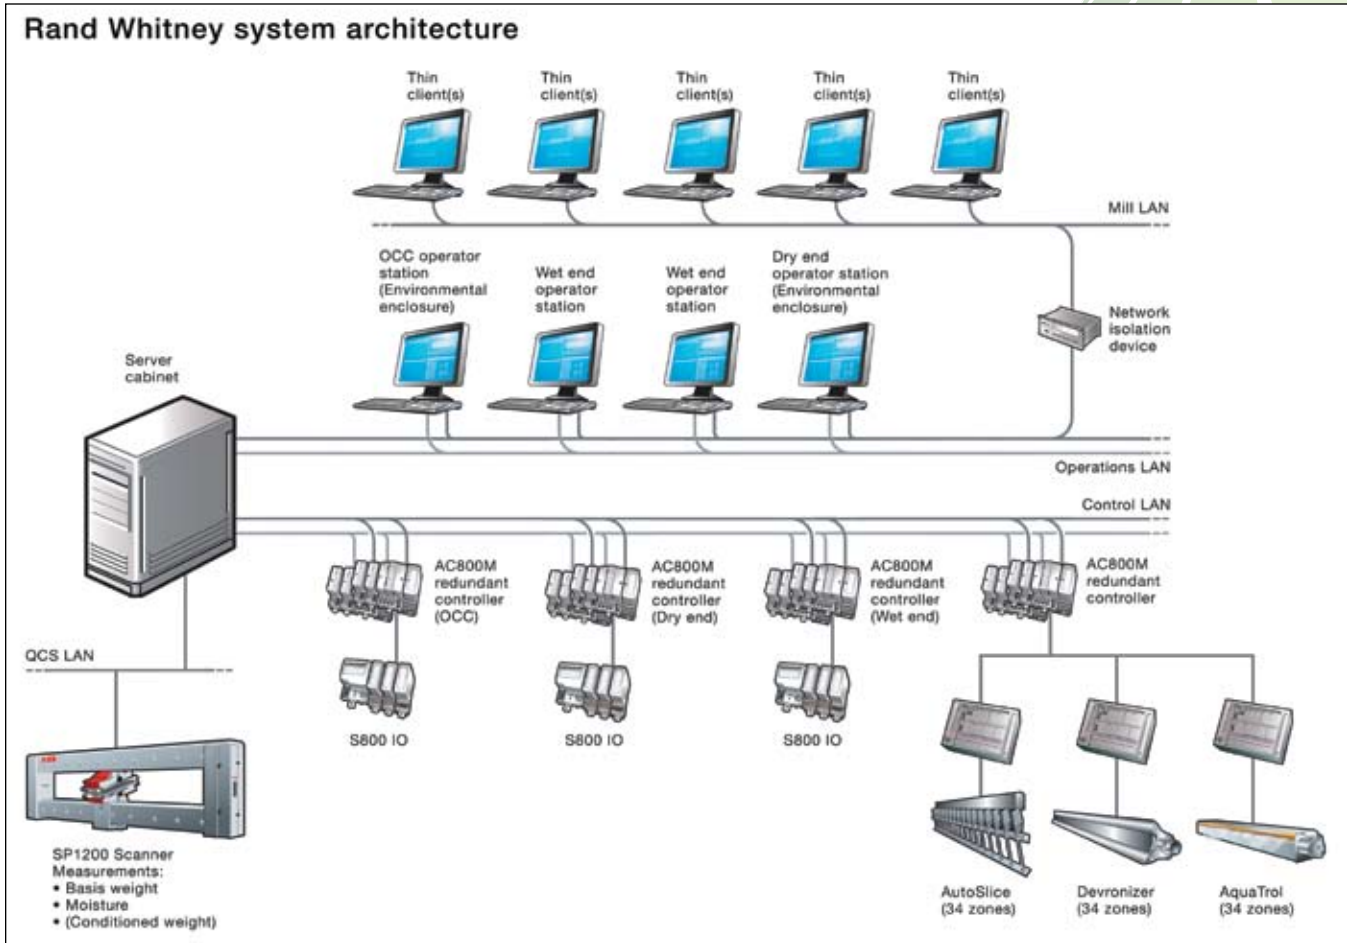 Rand Whitney system architecture
Thin
client(s)
Thin
client(s)
Thin
client(s)
Thin
client(s)
Thin
client(s)
Mill LAN
OCC operator
station
(Environmental
enclosure)
Wet end
operator
station
Wet end
operator
station
Dry end
operator station
(Environmental
enclosure)
Network
isolation
device
Server
cabinet
Operations LAN
Control LAN
AC800M
redundant
controller
(OCC)
AC800M
redundant
controller
(Dry end)
AC800M
redundant
controller
(Wet end)
AC800M
redundant
controller
QCS LAN
S800 IO
S800 IO
S800 IO
ABB
SP1200 Scanner
Measurements:
• Basis weight
• Moisture
• (Conditioned weight)
AutoSlice
(34 zones)
Devronizer
(34 zones)
AquaTrol
(34 zones)